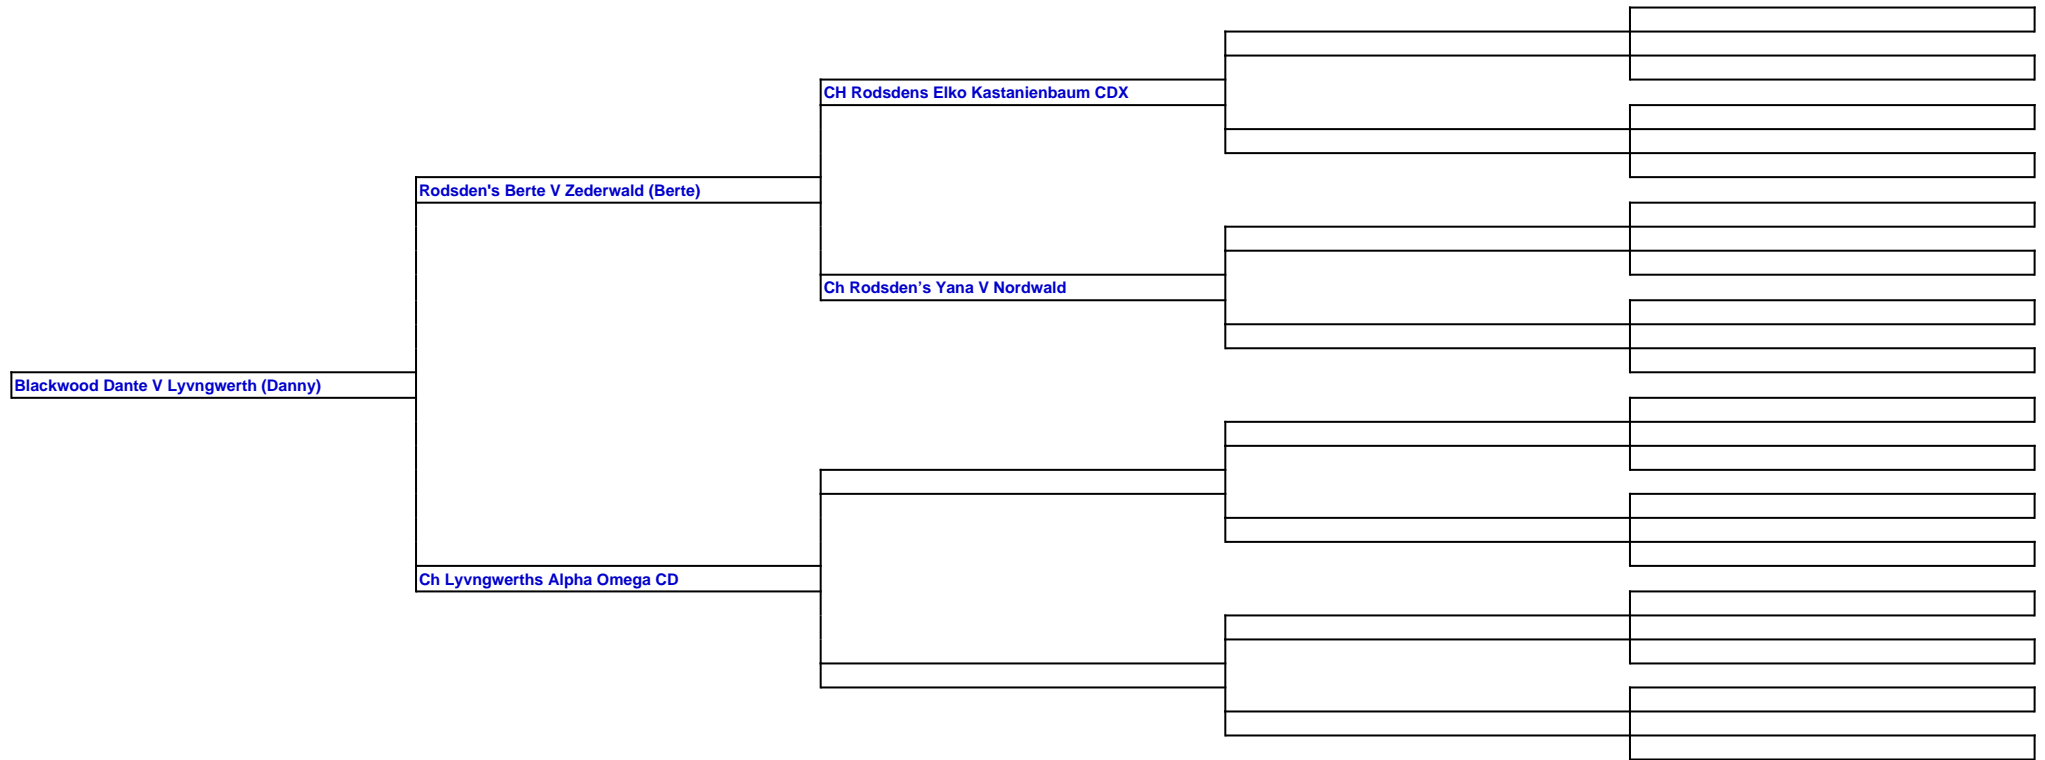 CH Rodsdens Elko Kastanienbaum CDX
Rodsden's Berte V Zederwald (Berte)
Ch Rodsden’s Yana V Nordwald
Blackwood Dante V Lyvngwerth (Danny)
Ch Lyvngwerths Alpha Omega CD